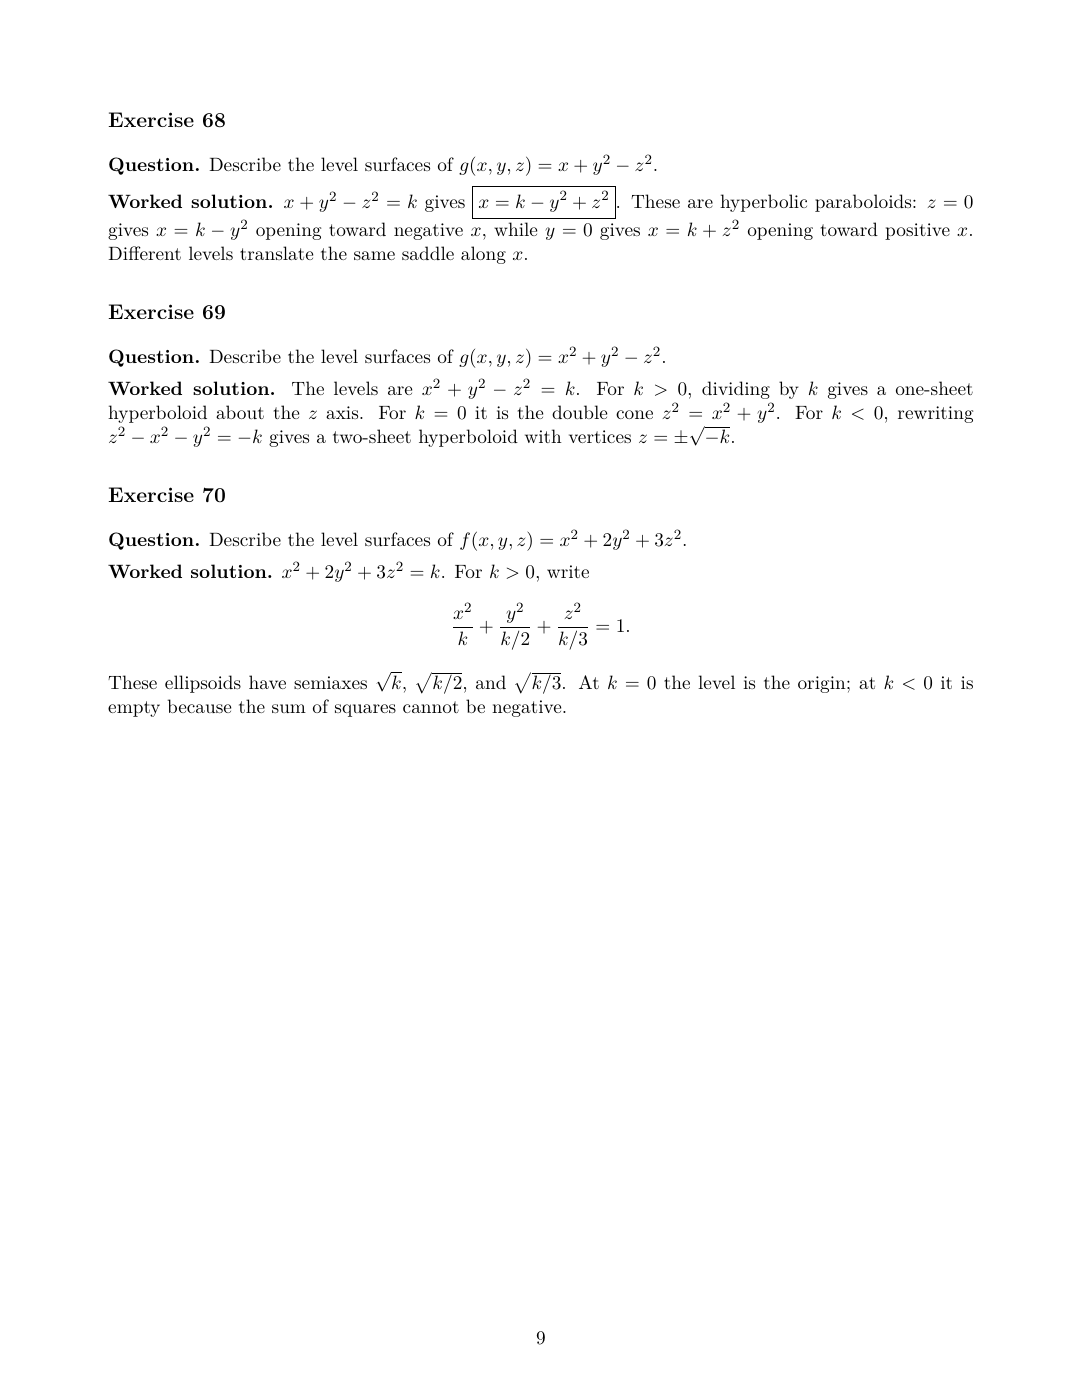 Exercise 68
Question. Describe the level surfaces of g(x, y, z) = x + y² − z².
Worked solution. x + y² − z² = k gives x = k − y² + z². These are hyperbolic paraboloids: z = 0
gives x = k − y² opening toward negative x, while y = 0 gives x = k + z² opening toward positive x.
Different levels translate the same saddle along x.
Exercise 69
Question. Describe the level surfaces of g(x, y, z) = x² + y² − z².
Worked solution. The levels are x² + y² − z² = k. For k > 0, dividing by k gives a one-sheet
hyperboloid about the z axis. For k = 0 it is the double cone z² = x² + y². For k < 0, rewriting
z² − x² − y² = −k gives a two-sheet hyperboloid with vertices z = ±√−k.
Exercise 70
Question. Describe the level surfaces of f(x, y, z) = x² + 2y² + 3z².
Worked solution. x² + 2y² + 3z² = k. For k > 0, write
x²/k + y²/(k/2) + z²/(k/3) = 1.
These ellipsoids have semiaxes √k, √k/2, and √k/3. At k = 0 the level is the origin; at k < 0 it is
empty because the sum of squares cannot be negative.
9